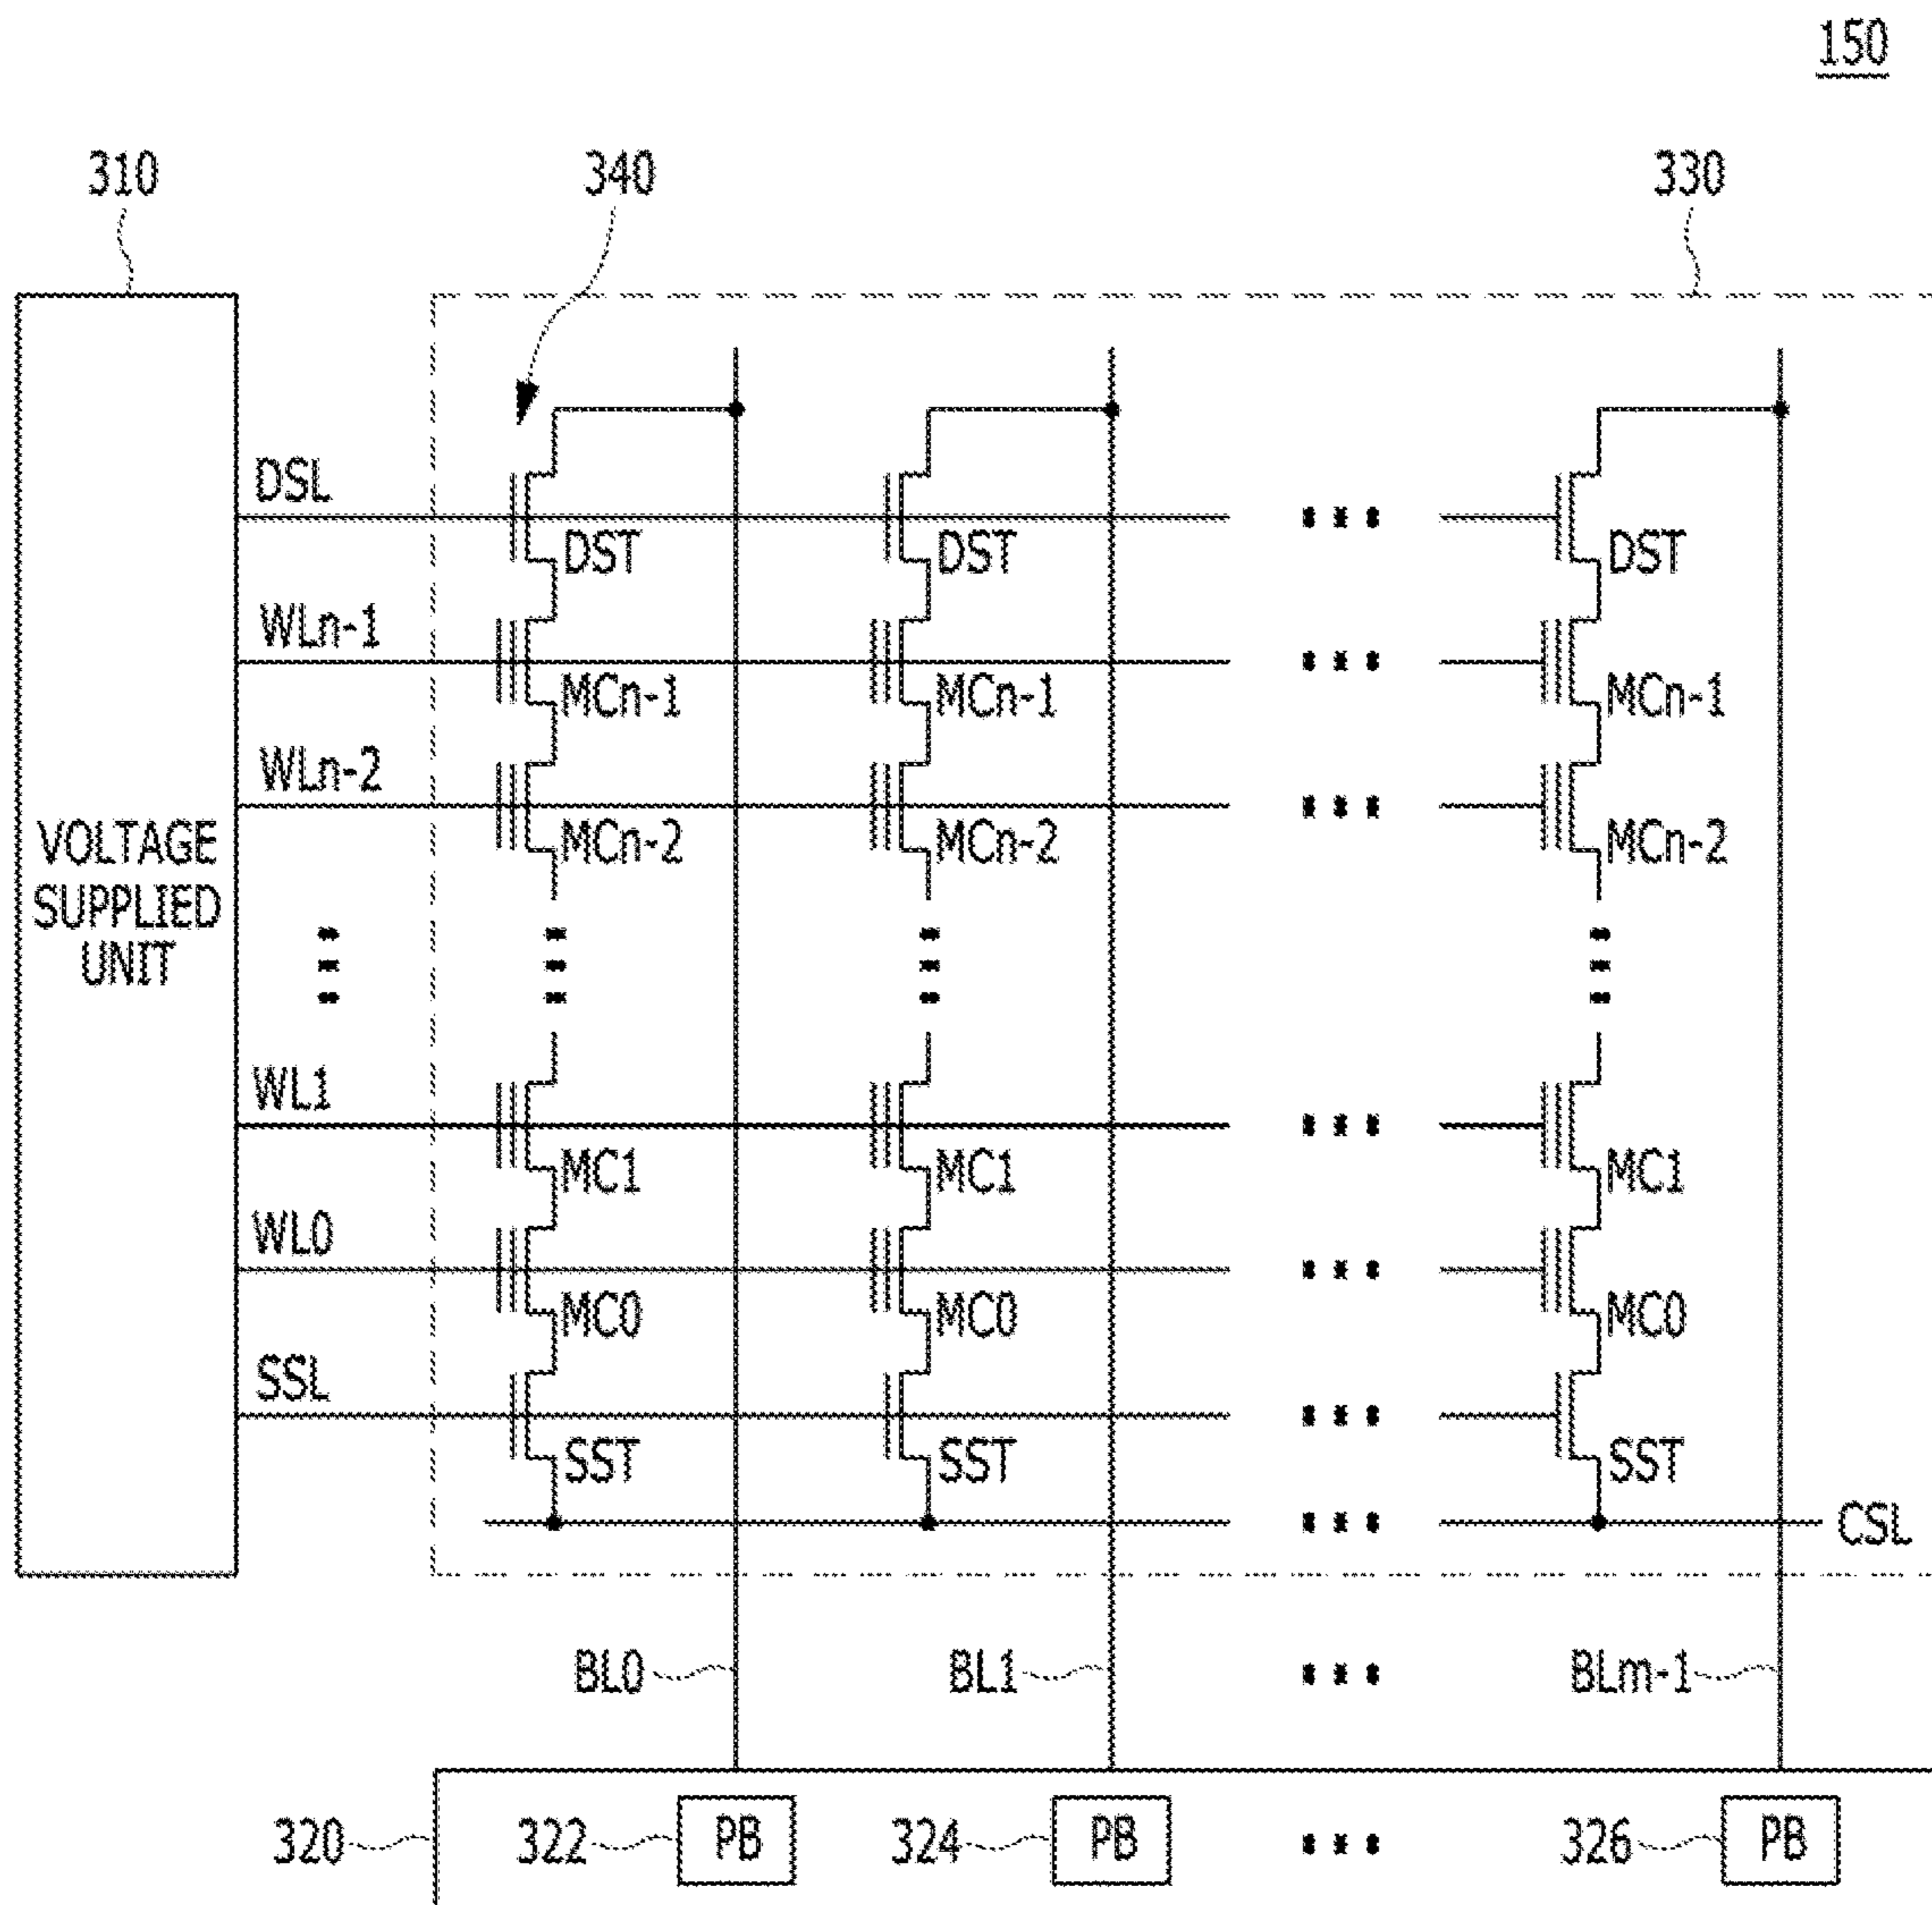 150
310
340
330
DSL
DST
DST
DST
WLn-1
MCn-1
MCn-1
MCn-1
WLn-2
MCn-2
MCn-2
MCn-2
VOLTAGE
SUPPLIED
UNIT
WL1
MC1
MC1
MC1
WL0
MC0
MC0
MC0
SSL
SST
SST
SST
CSL
BL0
BL1
BLm-1
320
322
PB
324
PB
326
PB